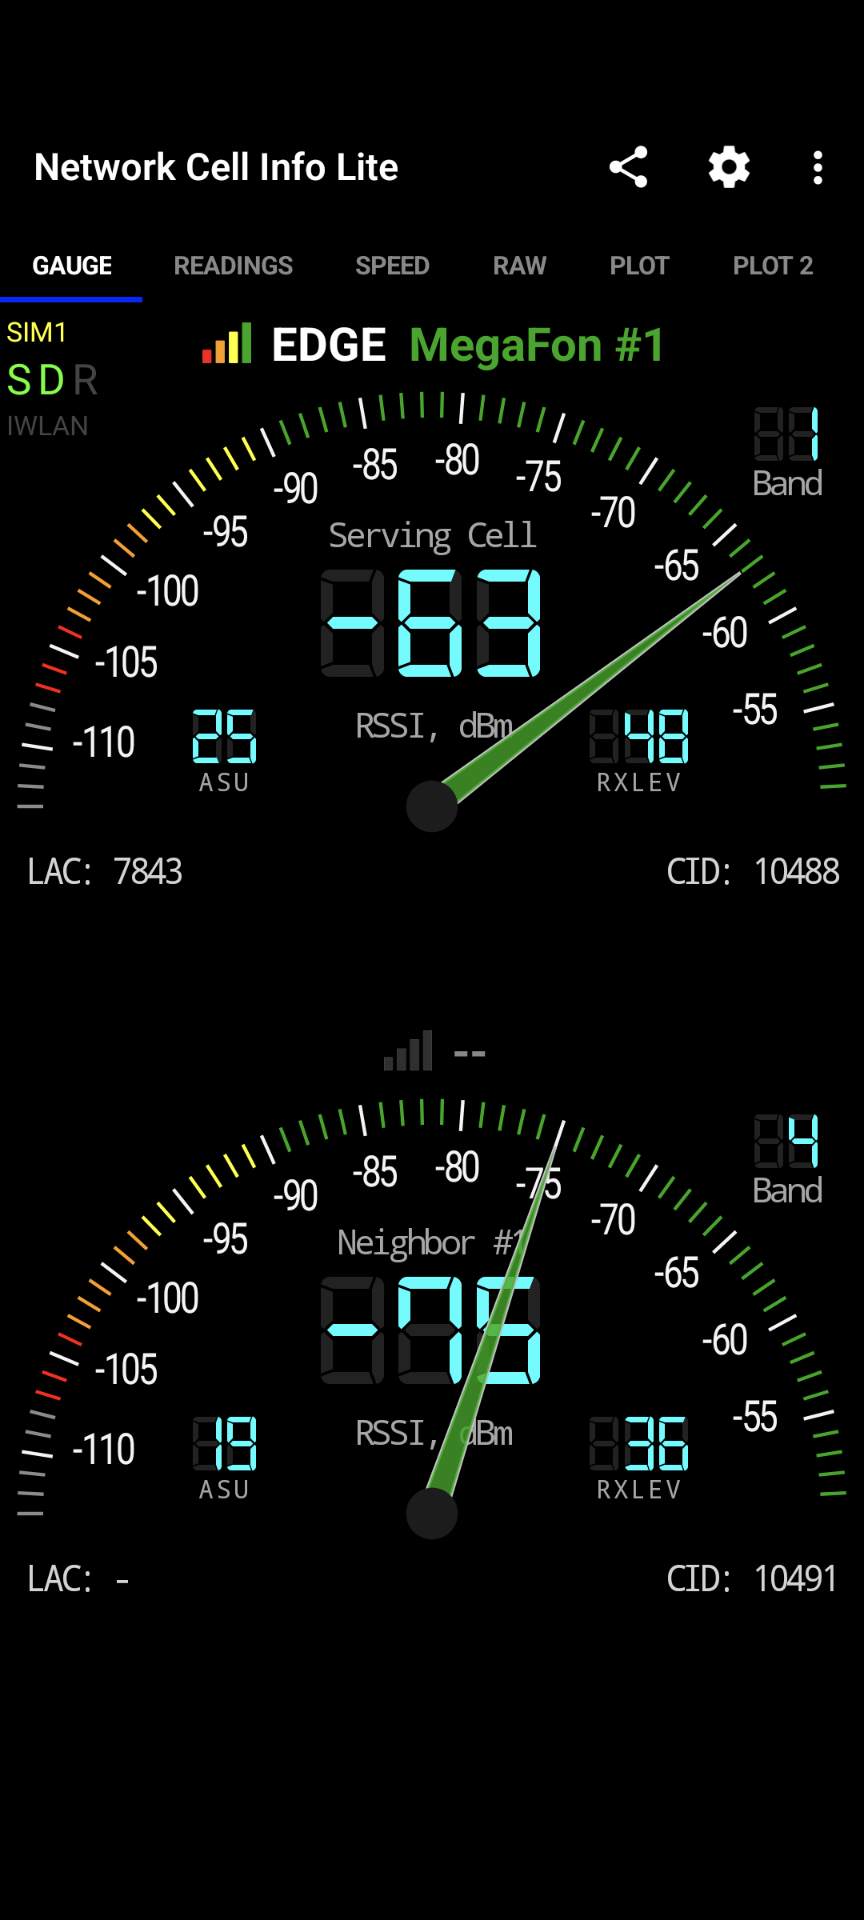 Network Cell Info Lite
GAUGE READINGS SPEED RAW PLOT PLOT 2
SIM1
EDGE MegaFon #1
S D R
IWLAN
1
Band
-110 -105 -100 -95 -90 -85 -80 -75 -70 -65 -60 -55
Serving Cell
-63
RSSI, dBm
25
ASU
48
RXLEV
LAC: 7843
CID: 10488
--
4
Band
-110 -105 -100 -95 -90 -85 -80 -75 -70 -65 -60 -55
Neighbor #1
-75
RSSI, dBm
19
ASU
36
RXLEV
LAC: -
CID: 10491